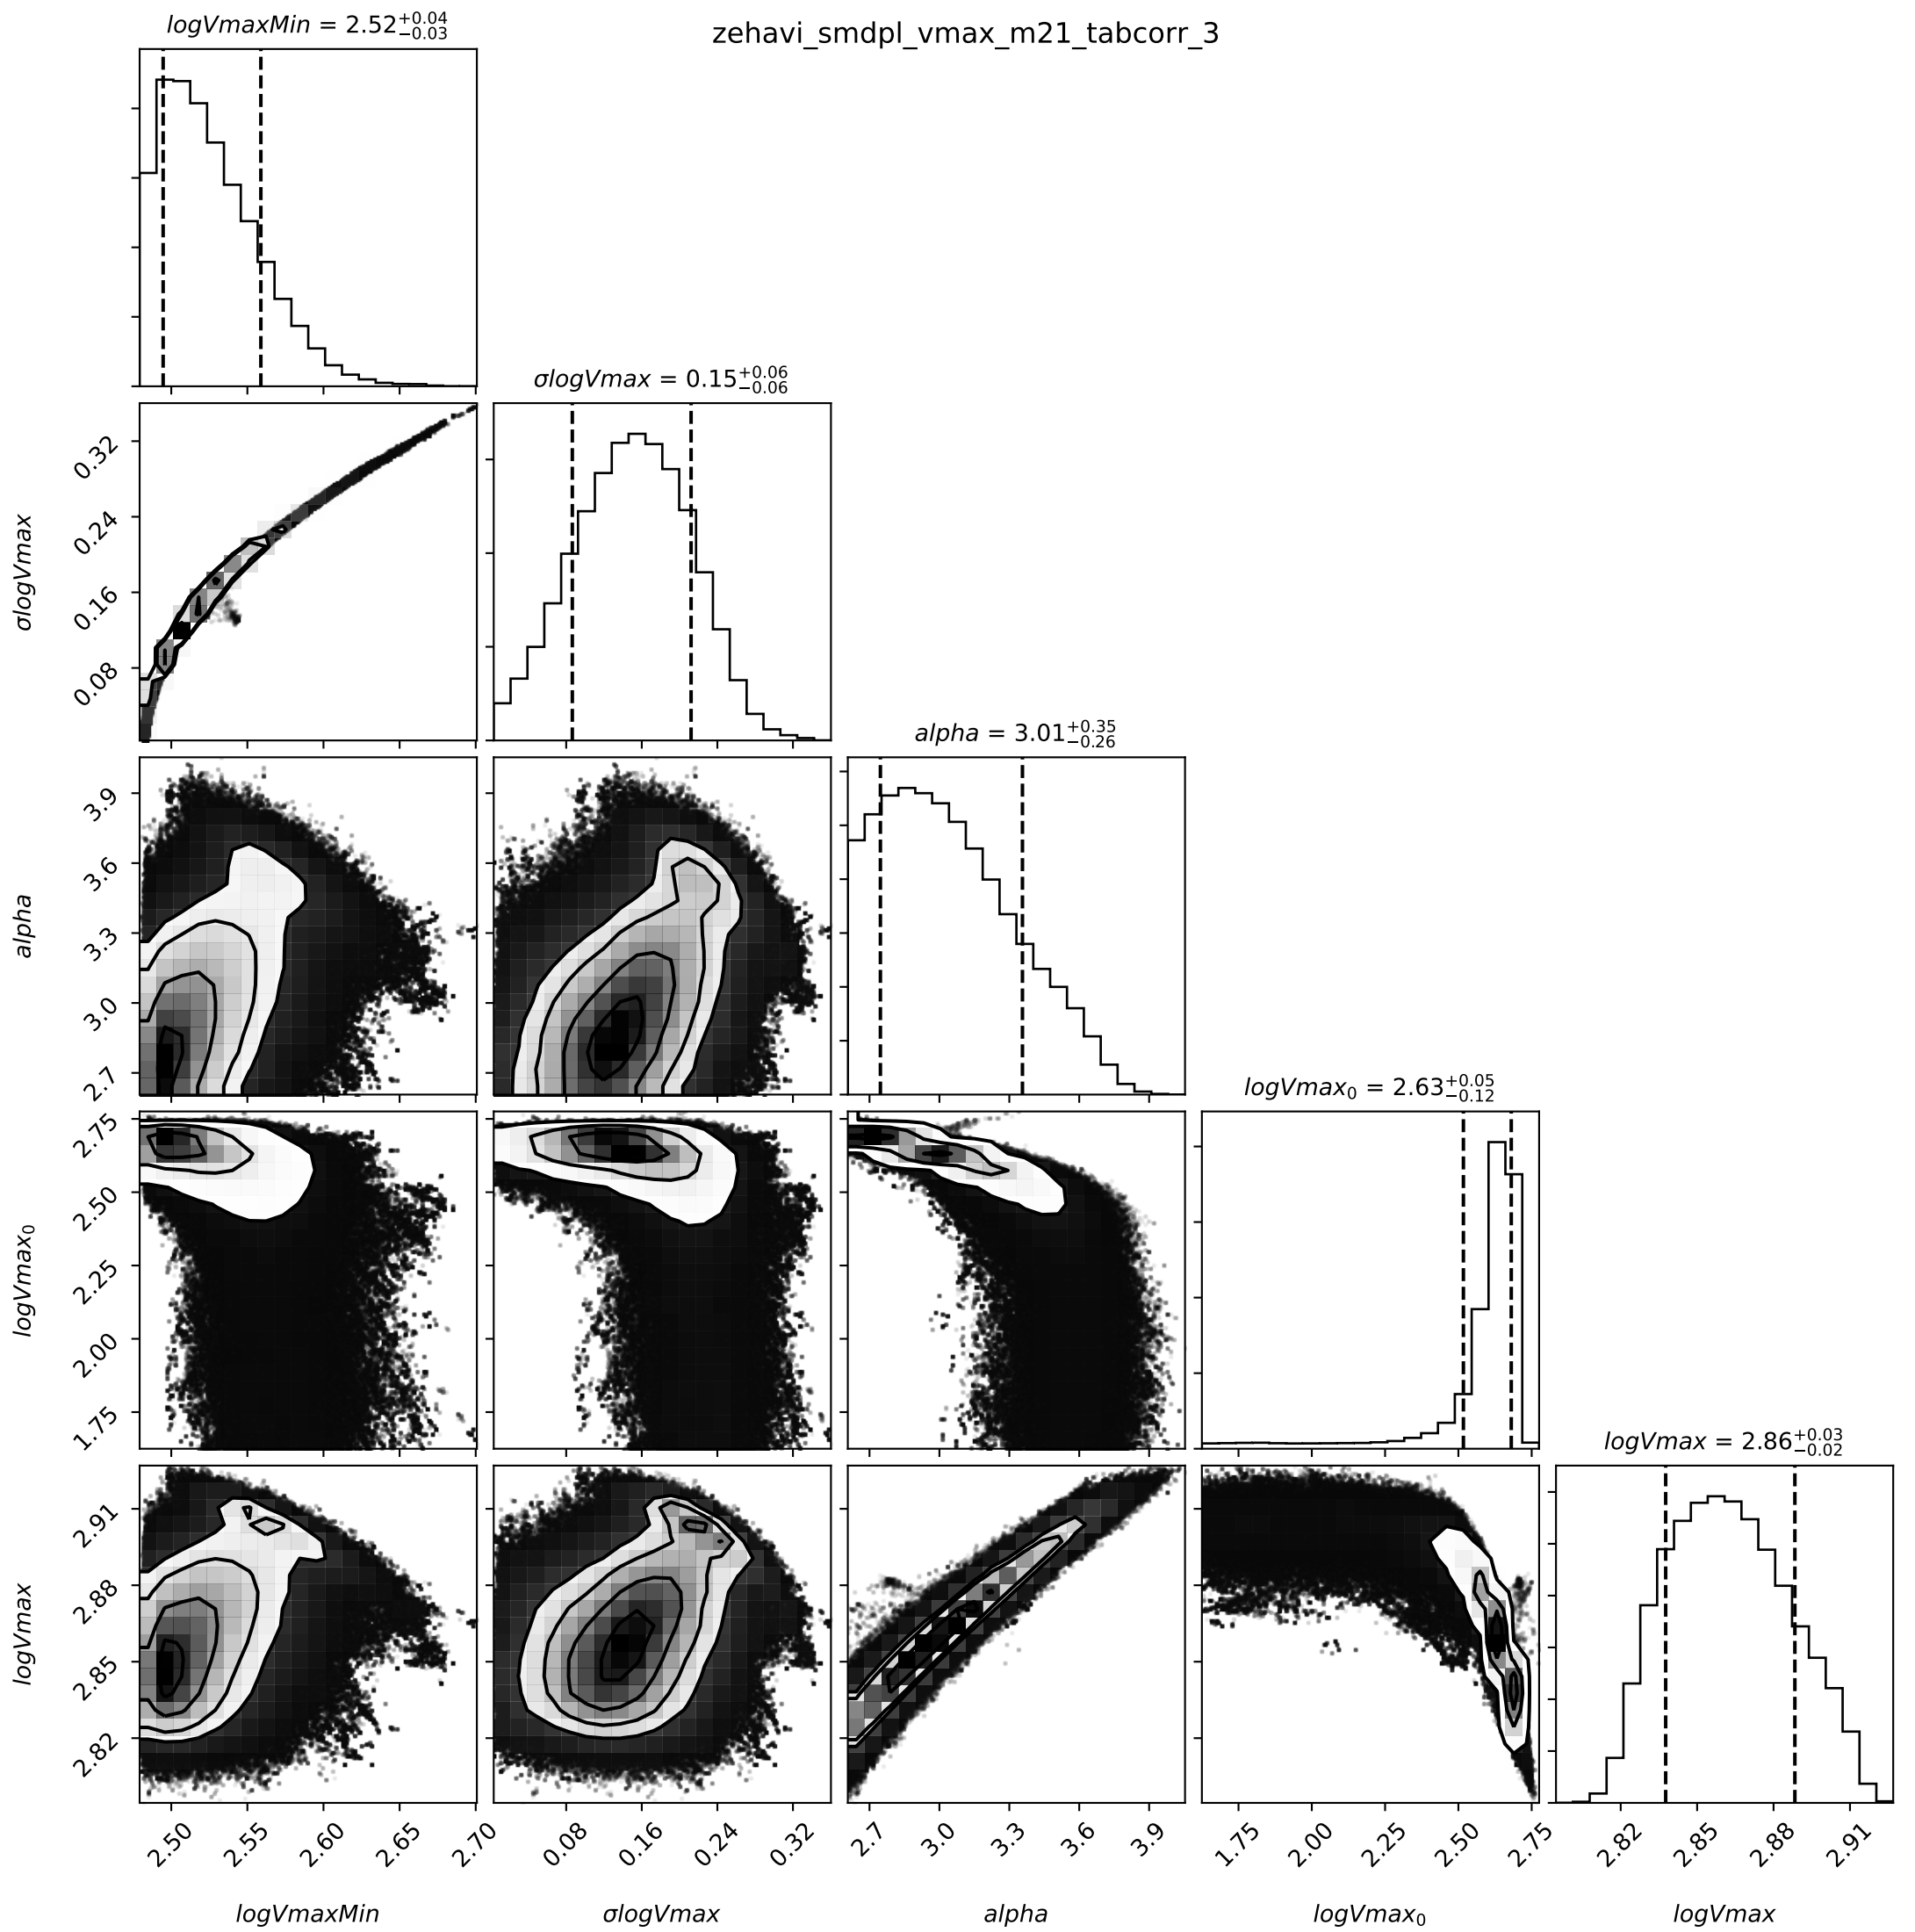 zehavi_smdpl_vmax_m21_tabcorr_3
logVmaxMin = 2.52 +0.04 −0.03
σlogVmax = 0.15 +0.06 −0.06
0.32
0.24
0.16
0.08
σlogVmax
alpha = 3.01 +0.35 −0.26
3.9
3.6
3.3
3.0
2.7
alpha
logVmax0 = 2.63 +0.05 −0.12
2.75
2.50
2.25
2.00
1.75
logVmax0
logVmax = 2.86 +0.03 −0.02
2.91
2.88
2.85
2.82
logVmax
2.50 2.55 2.60 2.65 2.70 0.08 0.16 0.24 0.32 2.7 3.0 3.3 3.6 3.9 1.75 2.00 2.25 2.50 2.75 2.82 2.85 2.88 2.91
logVmaxMin σlogVmax alpha logVmax0 logVmax